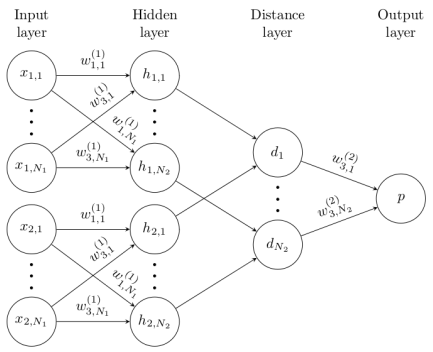 Input layer
Hidden layer
Distance layer
Output layer
x_{1,1}
w_{1,1}^{(1)}
h_{1,1}
w_{3,1}^{(1)}
w_{1,N_1}^{(1)}
x_{1,N_1}
w_{3,N_1}^{(1)}
h_{1,N_2}
d_1
w_{3,1}^{(2)}
x_{2,1}
w_{1,1}^{(1)}
h_{2,1}
w_{3,1}^{(1)}
w_{1,N_1}^{(1)}
d_{N_2}
w_{3,N_2}^{(2)}
p
x_{2,N_1}
w_{3,N_1}^{(1)}
h_{2,N_2}